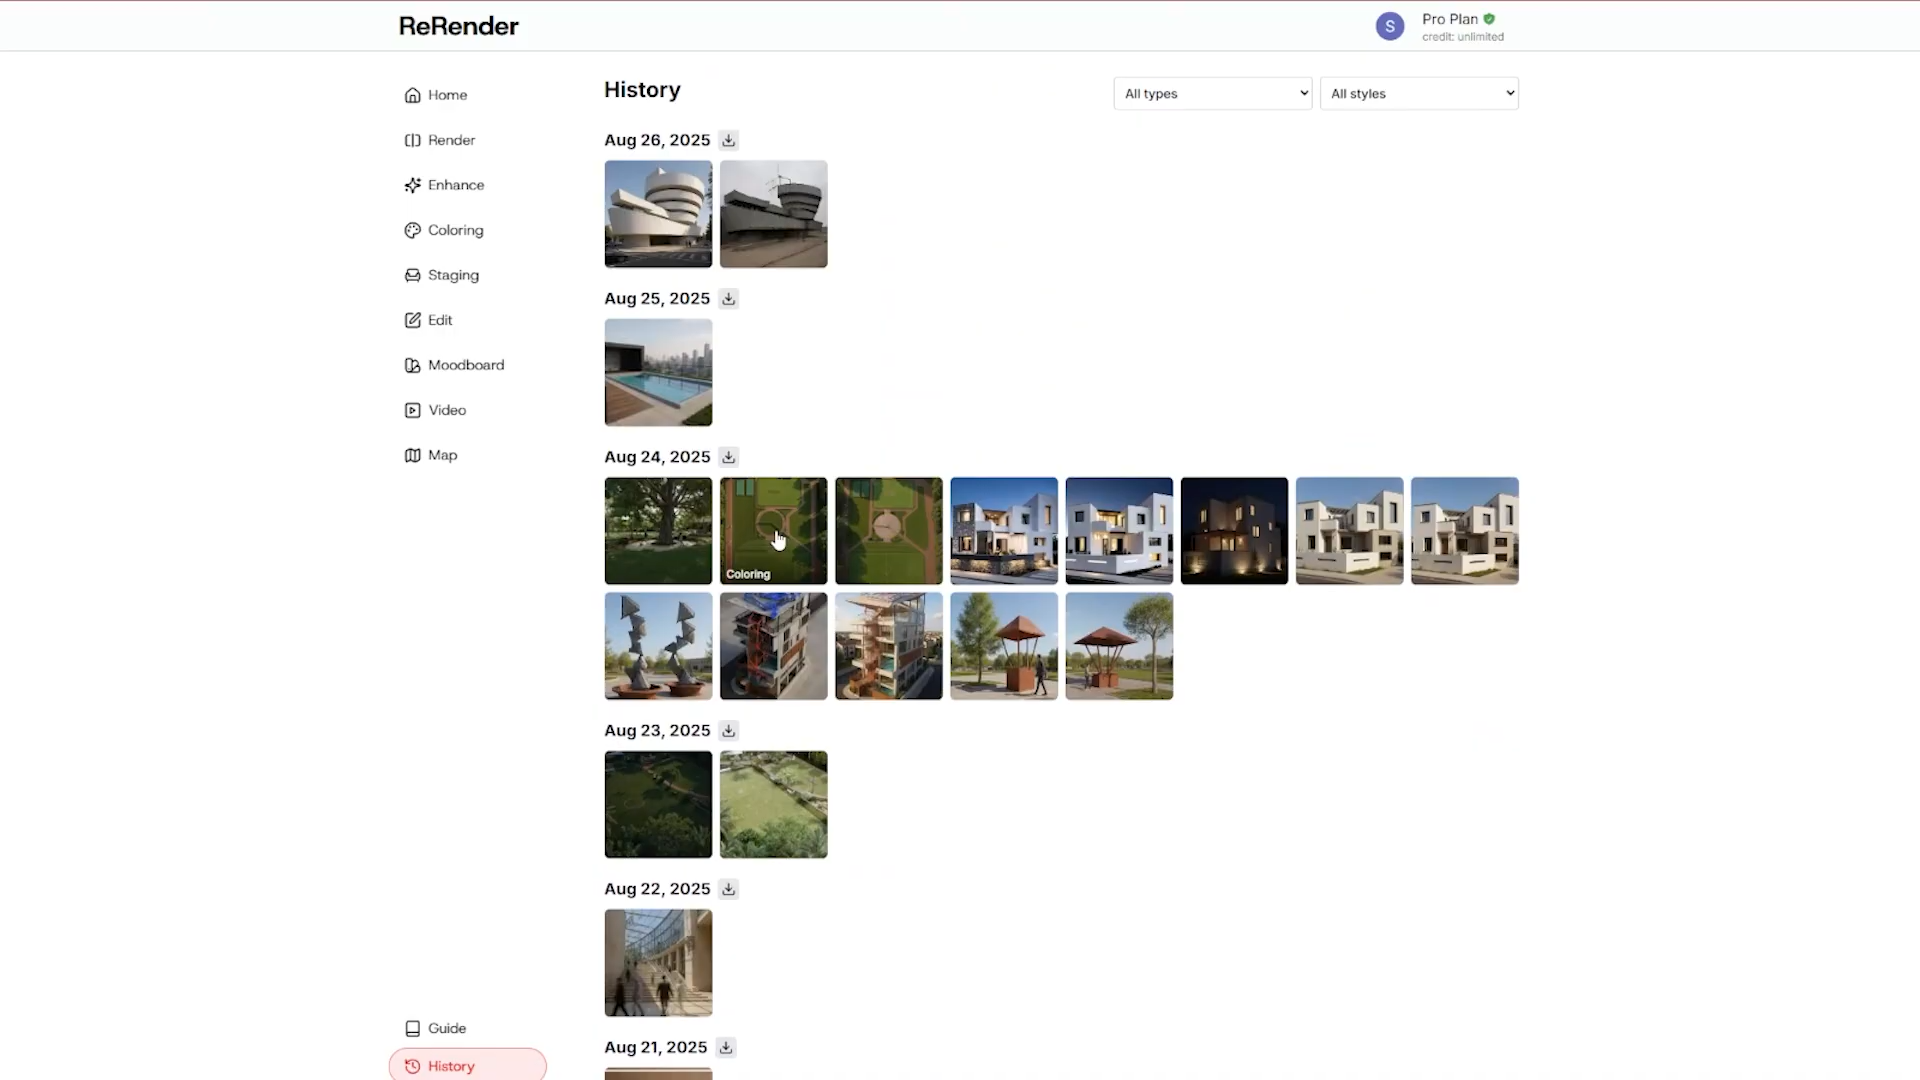 ReRender
S
Pro Plan
credit: unlimited
Home
Render
Enhance
Coloring
Staging
Edit
Moodboard
Video
Map
Guide
History
History
All types
All styles
Aug 26, 2025
Aug 25, 2025
Aug 24, 2025
Coloring
Aug 23, 2025
Aug 22, 2025
Aug 21, 2025